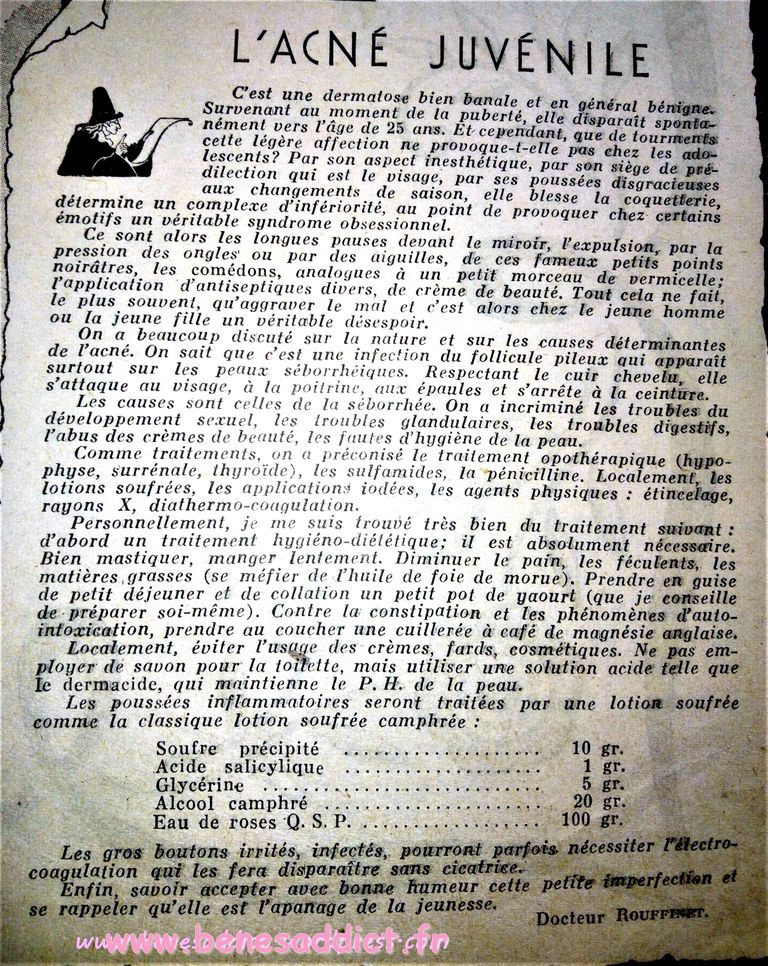 L'ACNÉ JUVÉNILE
C'est une dermatose bien banale et en général bénigne.
Survenant au moment de la puberté, elle disparaît sponta-
nément vers l'âge de 25 ans. Et cependant, que de tourments
cette légère affection ne provoque-t-elle pas chez les ado-
lescents? Par son aspect inesthétique, par son siège de pré-
dilection qui est le visage, par ses poussées disgracieuses
aux changements de saison, elle blesse la coquetterie,
détermine un complexe d'infériorité, au point de provoquer chez certains
émotifs un véritable syndrome obsessionnel.
Ce sont alors les longues pauses devant le miroir, l'expulsion, par la
pression des ongles ou par des aiguilles, de ces fameux petits points
noirâtres, les comédons, analogues à un petit morceau de vermicelle;
l'application d'antiseptiques divers, de crème de beauté. Tout cela ne fait,
le plus souvent, qu'aggraver le mal et c'est alors chez le jeune homme
ou la jeune fille un véritable désespoir.
On a beaucoup discuté sur la nature et sur les causes déterminantes
de l'acné. On sait que c'est une infection du follicule pileux qui apparaît
surtout sur les peaux séborrhéiques. Respectant le cuir chevelu, elle
s'attaque au visage, à la poitrine, aux épaules et s'arrête à la ceinture.
Les causes sont celles de la séborrhée. On a incriminé les troubles du
développement sexuel, les troubles glandulaires, les troubles digestifs,
l'abus des crèmes de beauté, les fautes d'hygiène de la peau.
Comme traitements, on a préconisé le traitement opothérapique (hypo-
physe, surrénale, thyroïde), les sulfamides, la pénicilline. Localement, les
lotions soufrées, les applications iodées, les agents physiques : étincelage,
rayons X, diathermo-coagulation.
Personnellement, je me suis trouvé très bien du traitement suivant :
d'abord un traitement hygiéno-diététique; il est absolument nécessaire.
Bien mastiquer, manger lentement. Diminuer le pain, les féculents, les
matières grasses (se méfier de l'huile de foie de morue). Prendre en guise
de petit déjeuner et de collation un petit pot de yaourt (que je conseille
de préparer soi-même). Contre la constipation et les phénomènes d'auto-
intoxication, prendre au coucher une cuillerée à café de magnésie anglaise.
Localement, éviter l'usage des crèmes, fards, cosmétiques. Ne pas em-
ployer de savon pour la toilette, mais utiliser une solution acide telle que
le dermacide, qui maintienne le P. H. de la peau.
Les poussées inflammatoires seront traitées par une lotion soufrée
comme la classique lotion soufrée camphrée :
Soufre précipité .................... 10 gr.
Acide salicylique .................... 1 gr.
Glycérine ............................ 5 gr.
Alcool camphré ...................... 20 gr.
Eau de roses Q. S. P. .................. 100 gr.
Les gros boutons irrités, infectés, pourront parfois nécessiter l'électro-
coagulation qui les fera disparaître sans cicatrice.
Enfin, savoir accepter avec bonne humeur cette petite imperfection et
se rappeler qu'elle est l'apanage de la jeunesse.
Docteur ROUFFINET.
www.benesaddict.fr